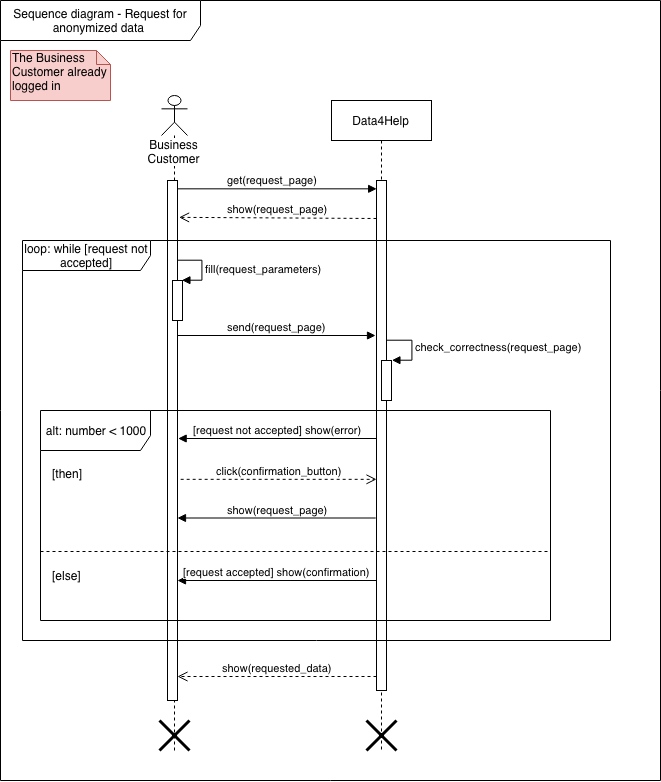 Sequence diagram - Request for
anonymized data
The Business
Customer already
logged in
Business
Customer
Data4Help
get(request_page)
show(request_page)
loop: while [request not
accepted]
fill(request_parameters)
send(request_page)
check_correctness(request_page)
alt: number < 1000
[request not accepted] show(error)
[then]
click(confirmation_button)
show(request_page)
[else]
[request accepted] show(confirmation)
show(requested_data)